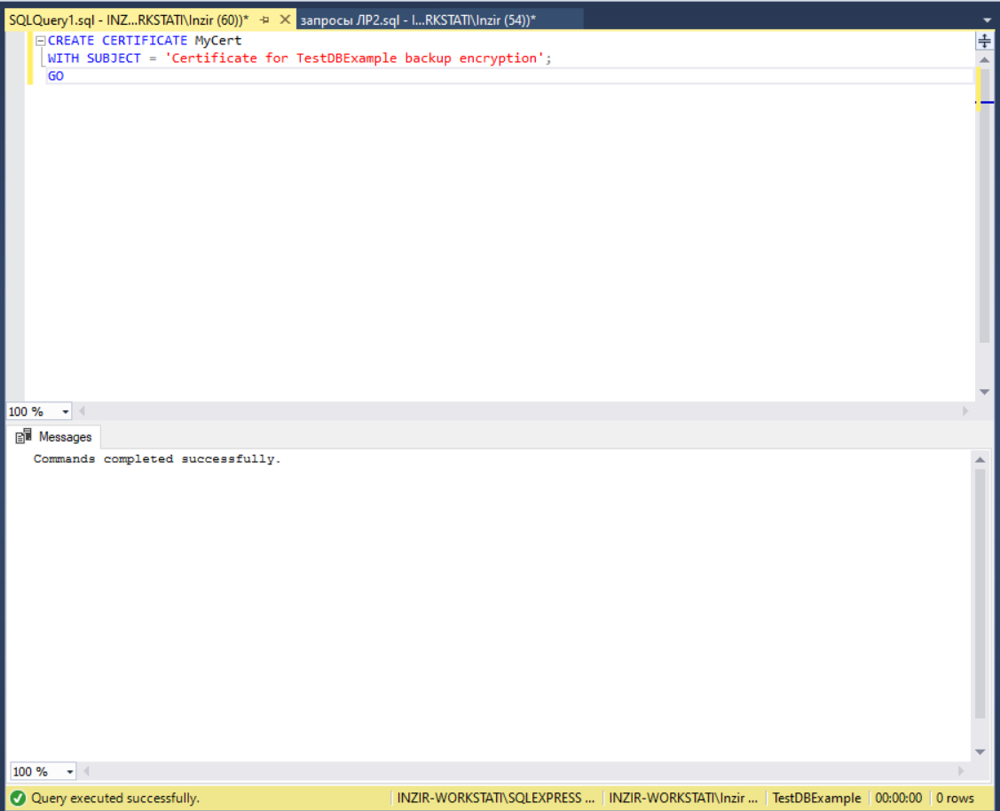 SQLQuery1.sql - INZ...RKSTATI\Inzir (60))*
запросы ЛР2.sql - I...RKSTATI\Inzir (54))*
CREATE CERTIFICATE MyCert
WITH SUBJECT = 'Certificate for TestDBExample backup encryption';
GO
100 %
Messages
Commands completed successfully.
100 %
Query executed successfully.
INZIR-WORKSTATI\SQLEXPRESS ...
INZIR-WORKSTATI\Inzir ...
TestDBExample
00:00:00
0 rows